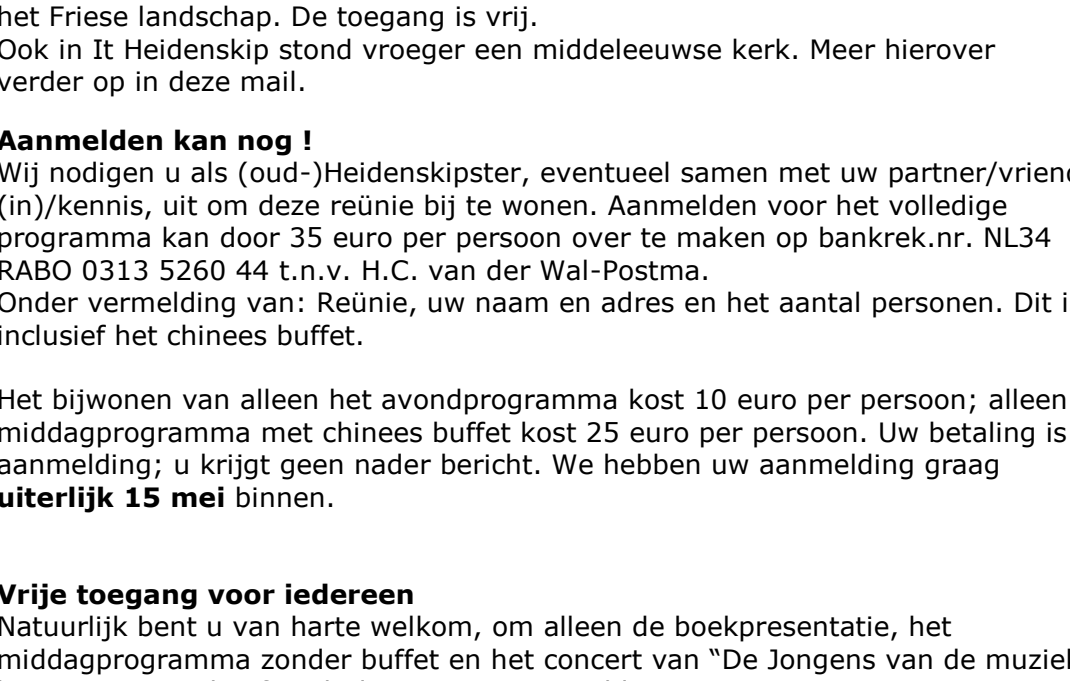 het Friese landschap. De toegang is vrij.
Ook in It Heidenskip stond vroeger een middeleeuwse kerk. Meer hierover
verder op in deze mail.
Aanmelden kan nog !
Wij nodigen u als (oud-)Heidenskipster, eventueel samen met uw partner/vriend
(in)/kennis, uit om deze reünie bij te wonen. Aanmelden voor het volledige
programma kan door 35 euro per persoon over te maken op bankrek.nr. NL34
RABO 0313 5260 44 t.n.v. H.C. van der Wal-Postma.
Onder vermelding van: Reünie, uw naam en adres en het aantal personen. Dit i
inclusief het chinees buffet.
Het bijwonen van alleen het avondprogramma kost 10 euro per persoon; alleen
middagprogramma met chinees buffet kost 25 euro per persoon. Uw betaling is
aanmelding; u krijgt geen nader bericht. We hebben uw aanmelding graag
uiterlijk 15 mei binnen.
Vrije toegang voor iedereen
Natuurlijk bent u van harte welkom, om alleen de boekpresentatie, het
middagprogramma zonder buffet en het concert van “De Jongens van de muziek